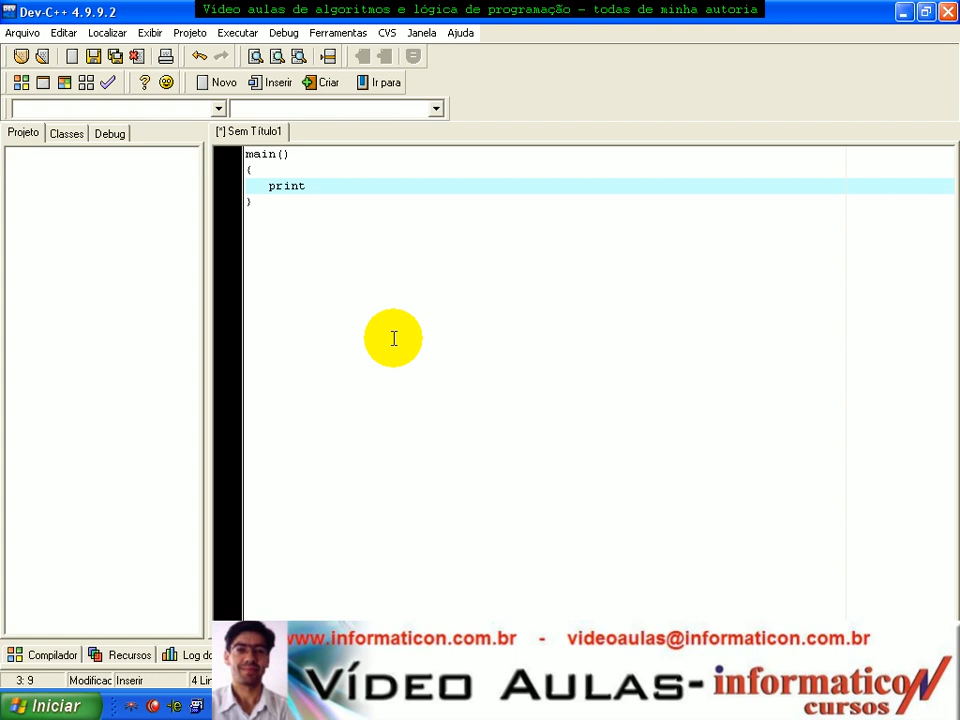 Dev-C++ 4.9.9.2
Vídeo aulas de algoritmos e lógica de programação - todas de minha autoria
Arquivo Editar Localizar Exibir Projeto Executar Debug Ferramentas CVS Janela Ajuda
Novo Inserir Criar Ir para
Projeto Classes Debug
[*] Sem Título1
main()
{
print
}
www.informaticon.com.br - videoaulas@informaticon.com.br
Compilador Recursos Log do
VÍDEO AULAS-informaticoN
cursos
3: 9 Modificac Inserir 4 Lin
Iniciar